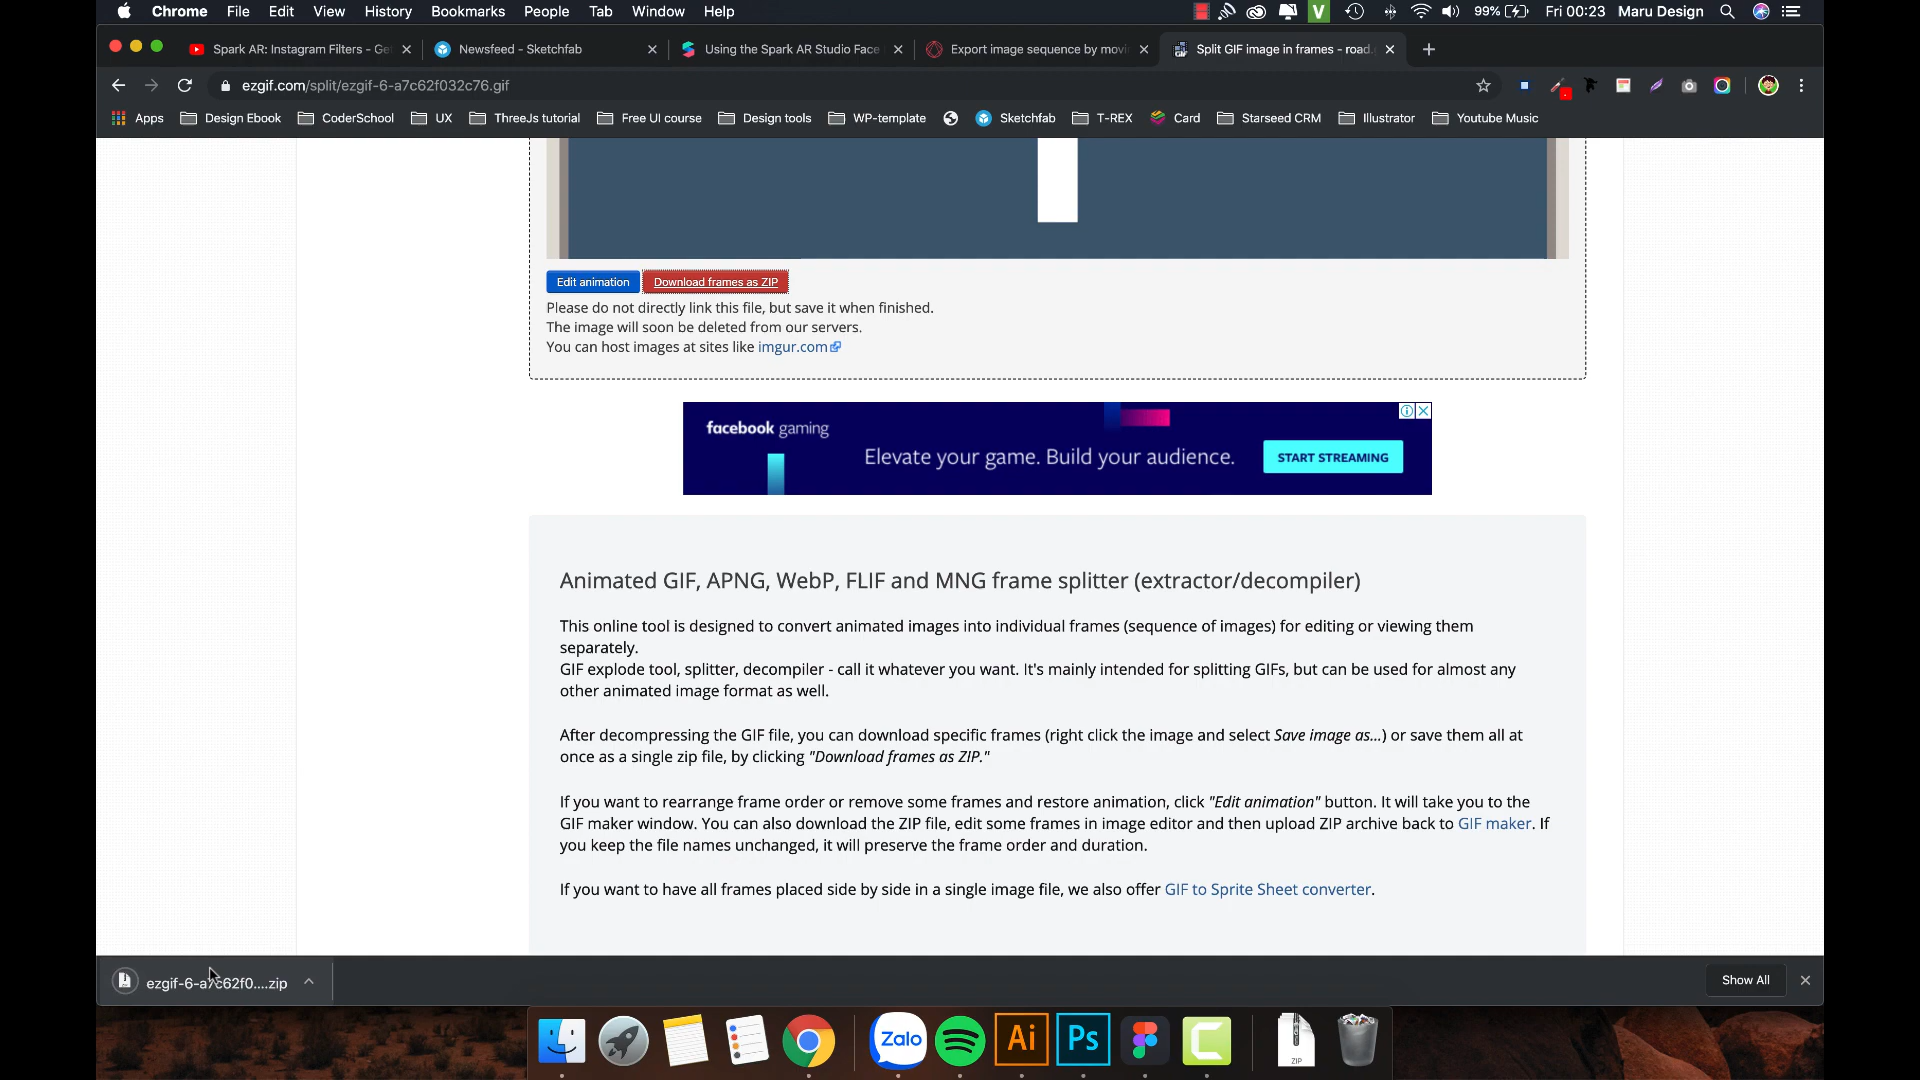 Chrome File Edit View History Bookmarks People Tab Window Help
V 99% Fri 00:23 Maru Design
Spark AR: Instagram Filters - Ge
Newsfeed - Sketchfab
Using the Spark AR Studio Face
Export image sequence by movi
Split GIF image in frames - road.
ezgif.com/split/ezgif-6-a7c62f032c76.gif
Apps Design Ebook CoderSchool UX ThreeJs tutorial Free UI course Design tools WP-template Sketchfab T-REX Card Starseed CRM Illustrator Youtube Music
Edit animation Download frames as ZIP
Please do not directly link this file, but save it when finished.
The image will soon be deleted from our servers.
You can host images at sites like imgur.com
facebook gaming
Elevate your game. Build your audience.
START STREAMING
Animated GIF, APNG, WebP, FLIF and MNG frame splitter (extractor/decompiler)
This online tool is designed to convert animated images into individual frames (sequence of images) for editing or viewing them
separately.
GIF explode tool, splitter, decompiler - call it whatever you want. It's mainly intended for splitting GIFs, but can be used for almost any
other animated image format as well.
After decompressing the GIF file, you can download specific frames (right click the image and select Save image as...) or save them all at
once as a single zip file, by clicking "Download frames as ZIP."
If you want to rearrange frame order or remove some frames and restore animation, click "Edit animation" button. It will take you to the
GIF maker window. You can also download the ZIP file, edit some frames in image editor and then upload ZIP archive back to GIF maker. If
you keep the file names unchanged, it will preserve the frame order and duration.
If you want to have all frames placed side by side in a single image file, we also offer GIF to Sprite Sheet converter.
ezgif-6-a7c62f0....zip
Show All
Zalo
Ai
Ps
ZIP